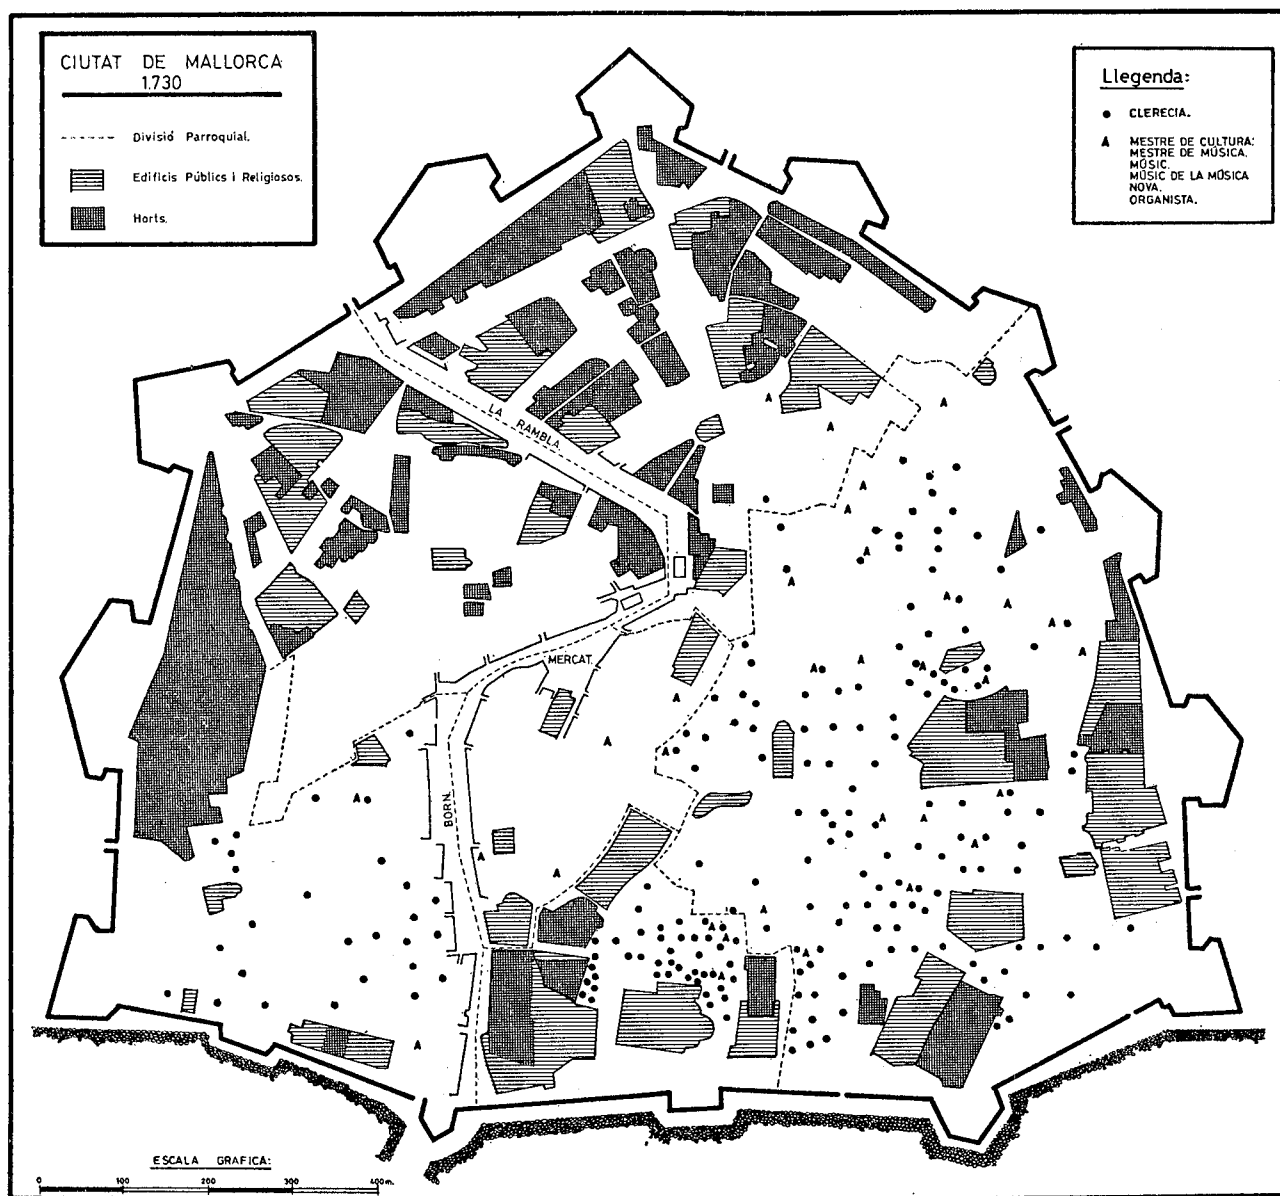 CIUTAT DE MALLORCA
1.730
Divisió Parroquial.
Edificis Públics i Religiosos.
Horts.
Llegenda:
CLERECIA.
MESTRE DE CULTURA:
MESTRE DE MÚSICA.
MÚSIC.
MÚSIC DE LA MÚSICA
NOVA.
ORGANISTA.
LA RAMBLA.
MERCAT.
BORN.
ESCALA GRAFICA:
0 100 200 300 400 m.